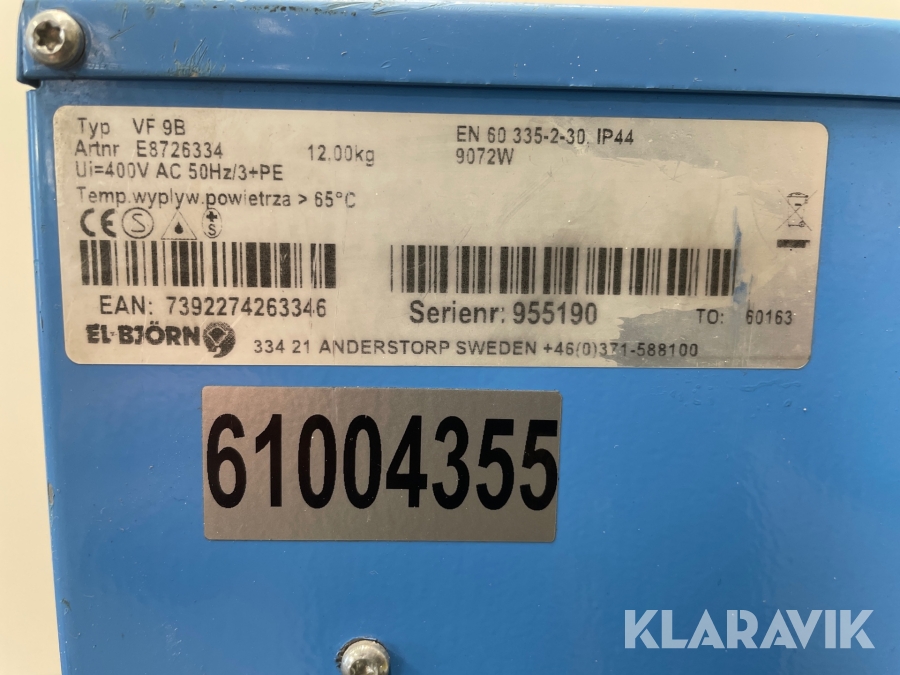 Typ VF 9B EN 60 335-2-30, IP44
Artnr E8726334 12.00kg 9072W
Ui=400V AC 50Hz/3+PE
Temp.wyplyw.powietrza > 65°C
CE S +S
EAN: 7392274263346 Serienr: 955190 TO: 60163
EL-BJÖRN 334 21 ANDERSTORP SWEDEN +46(0)371-588100
61004355
KLARAVIK